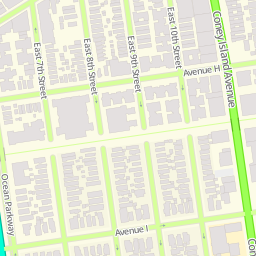 East 7th Street
East 8th Street
East 9th Street
East 10th Street
Coney Island Avenue
Avenue H
Ocean Parkway
Avenue I
Con